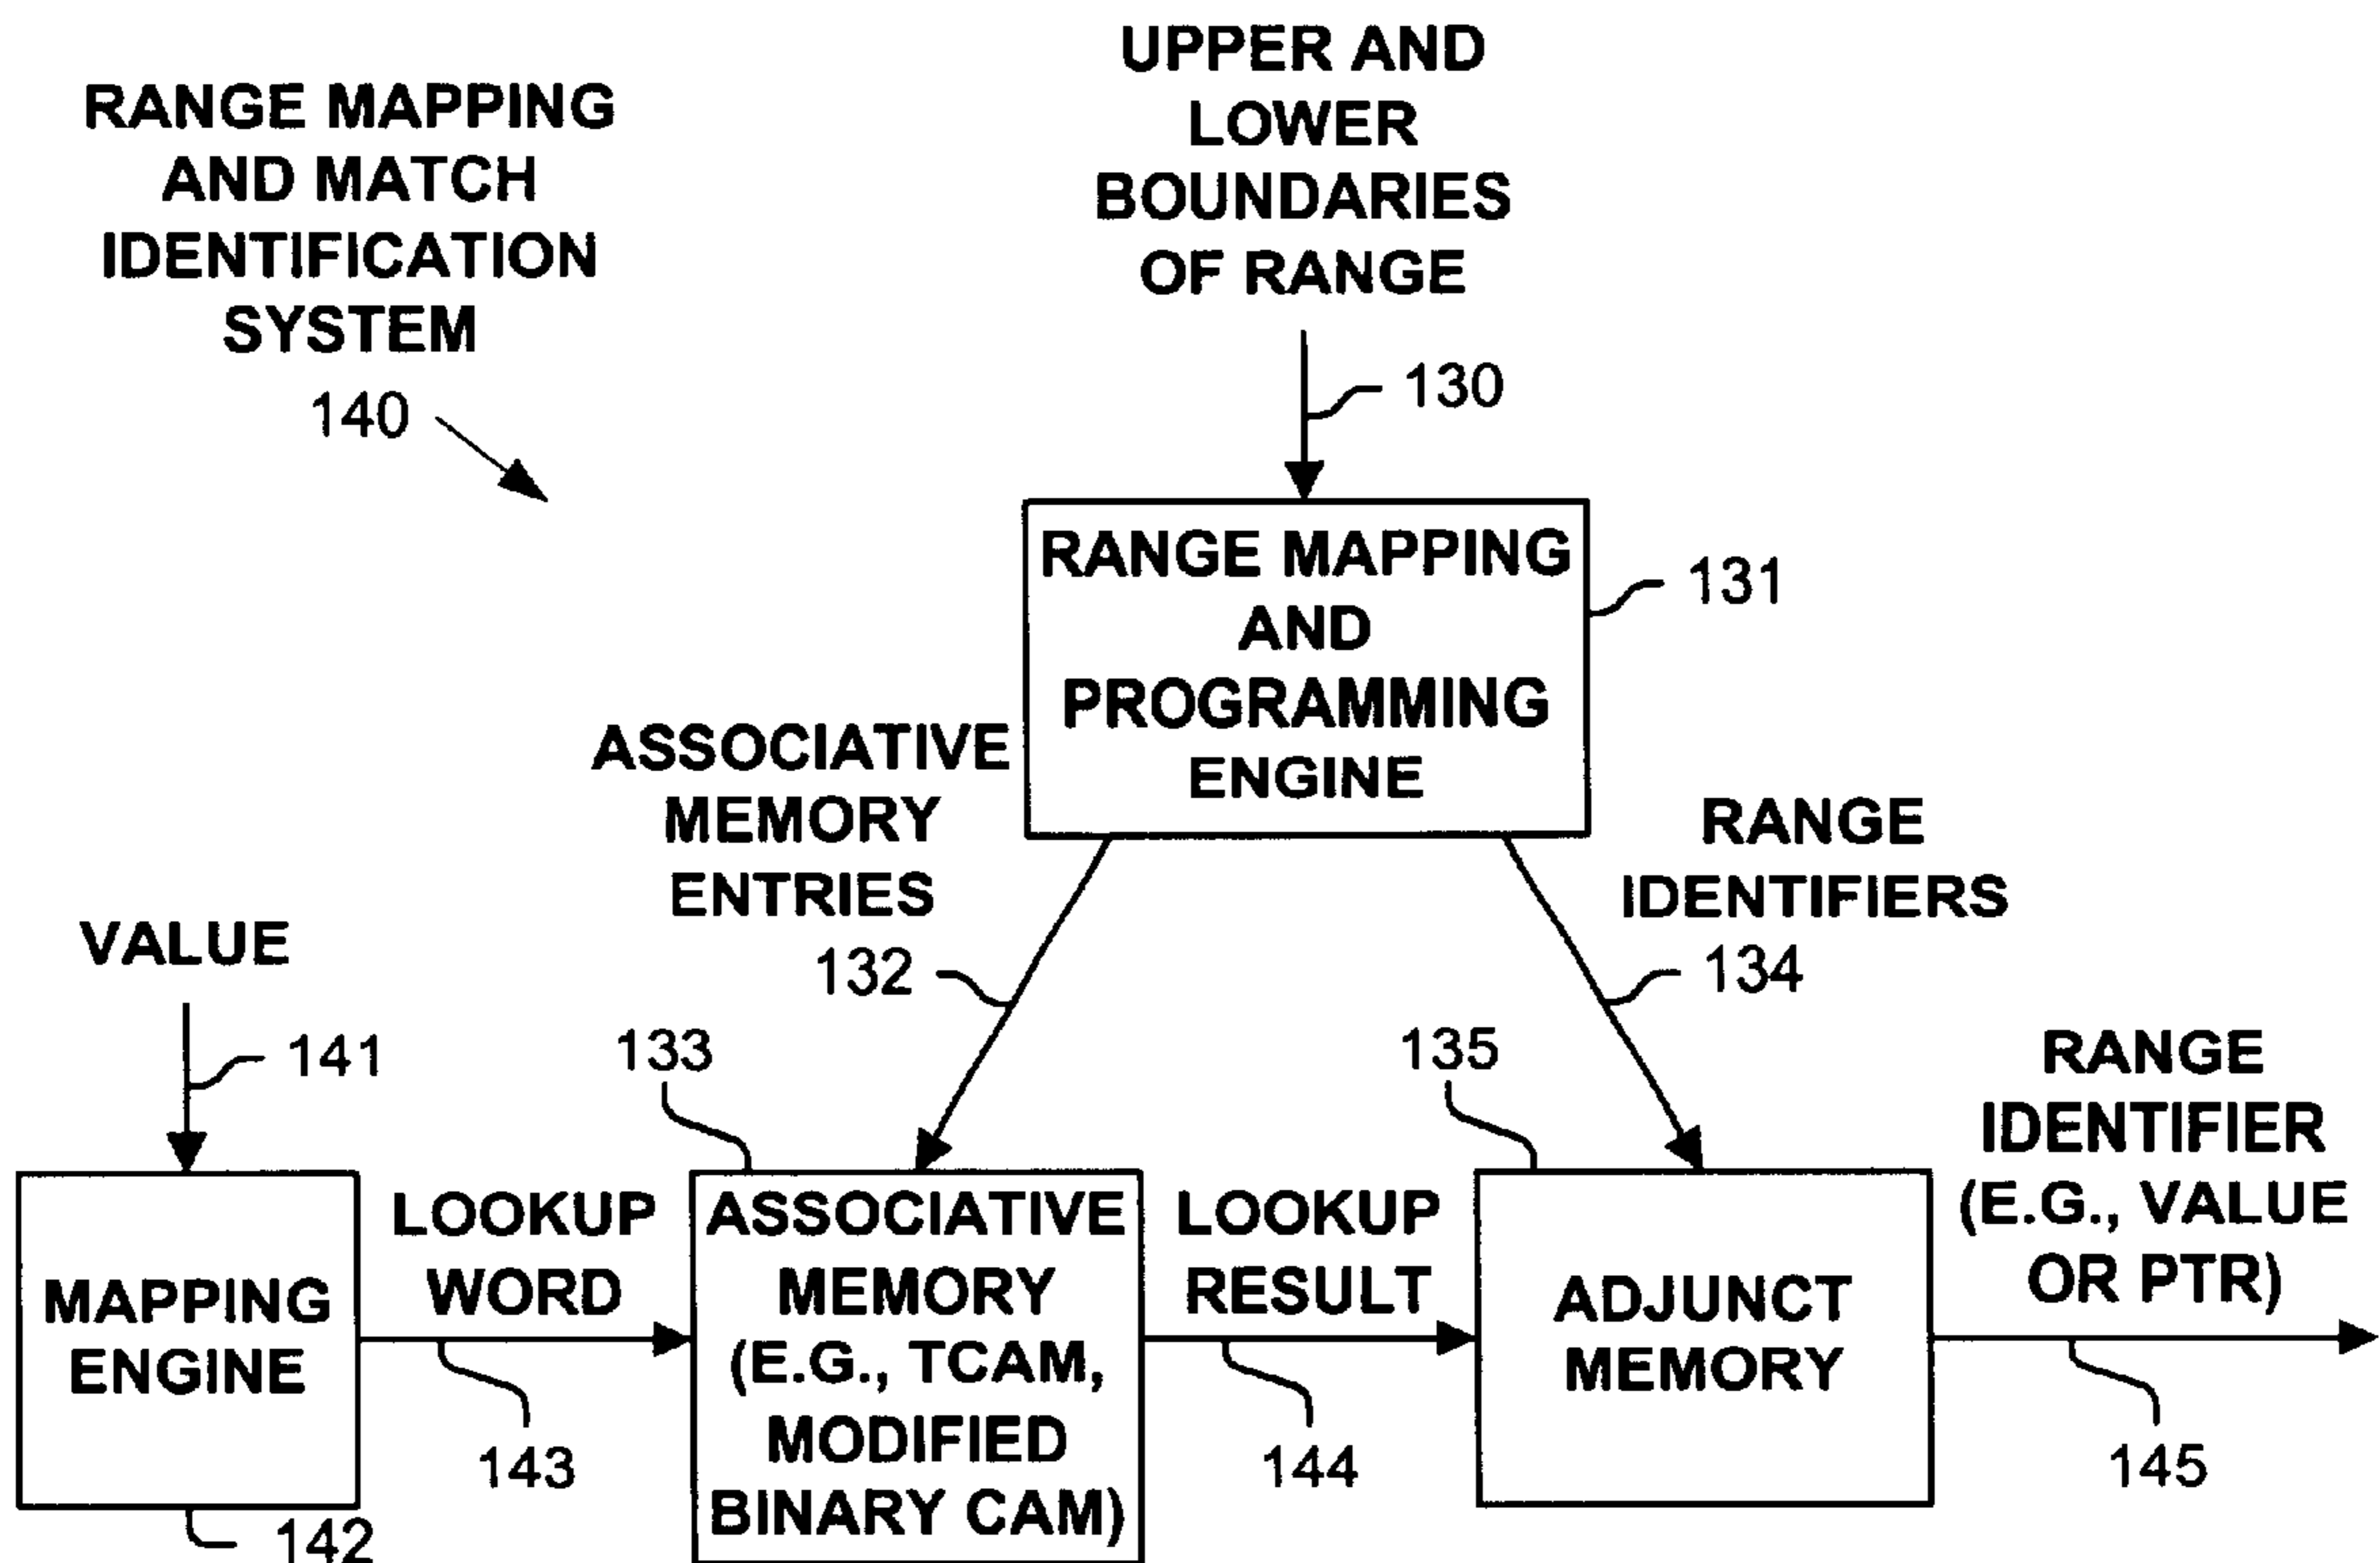 RANGE MAPPING
AND MATCH
IDENTIFICATION
SYSTEM
140
UPPER AND
LOWER
BOUNDARIES
OF RANGE
130
RANGE MAPPING
AND
PROGRAMMING
ENGINE
131
ASSOCIATIVE
MEMORY
ENTRIES
132
RANGE
IDENTIFIERS
134
VALUE
141
MAPPING
ENGINE
142
LOOKUP
WORD
143
133
ASSOCIATIVE
MEMORY
(E.G., TCAM,
MODIFIED
BINARY CAM)
LOOKUP
RESULT
144
135
ADJUNCT
MEMORY
RANGE
IDENTIFIER
(E.G., VALUE
OR PTR)
145